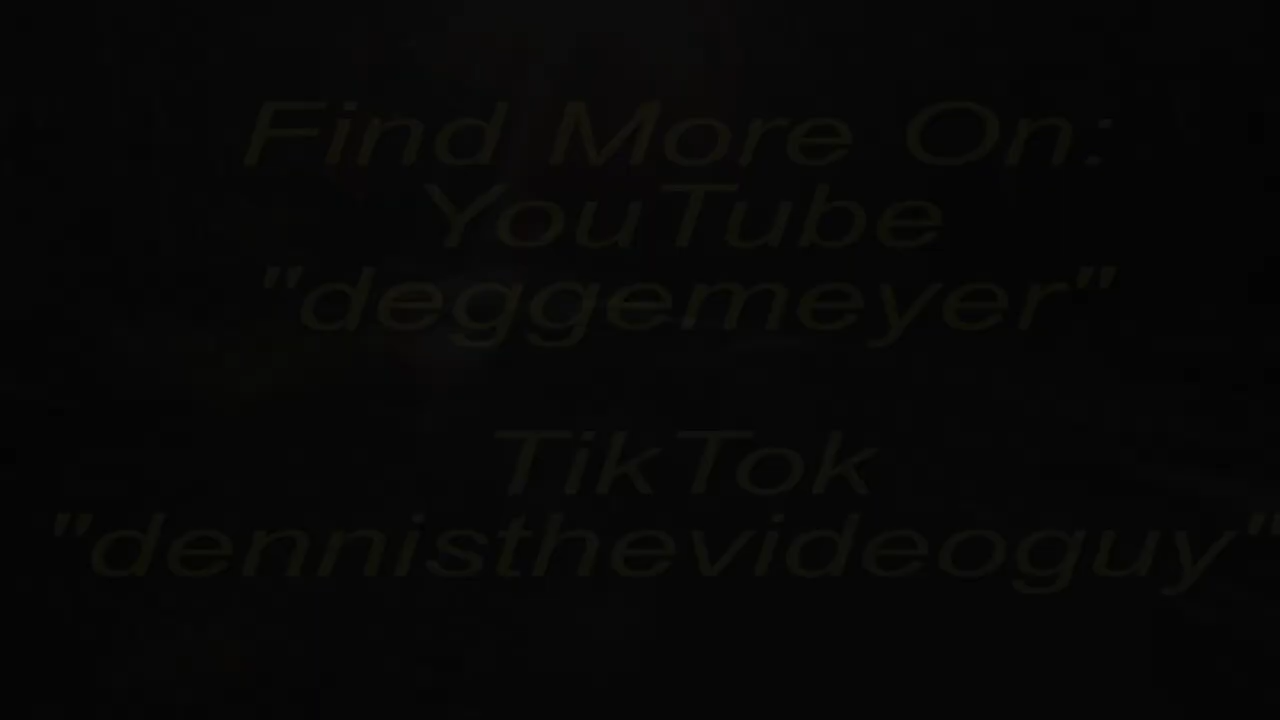 Find More On:
YouTube
"deggemeyer"
TikTok
"dennisthevideoguy"